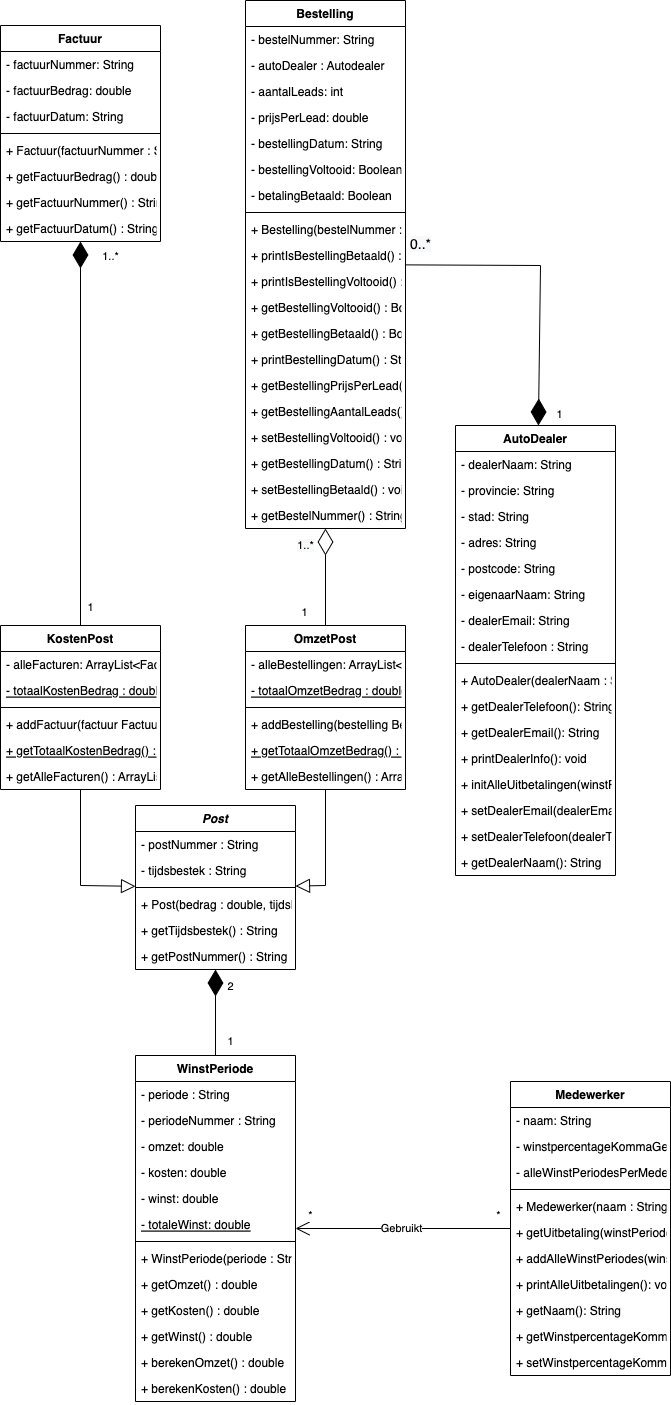 Factuur
- factuurNummer: String
- factuurBedrag: double
- factuurDatum: String
+ Factuur(factuurNummer :
+ getFactuurBedrag() : doub
+ getFactuurNummer() : Stri
+ getFactuurDatum() : String
1..*
1
Bestelling
- bestelNummer: String
- autoDealer : Autodealer
- aantalLeads: int
- prijsPerLead: double
- bestellingDatum: String
- bestellingVoltooid: Boolean
- betalingBetaald: Boolean
+ Bestelling(bestelNummer :
+ printIsBestellingBetaald() :
+ printIsBestellingVoltooid() :
+ getBestellingVoltooid() : Bo
+ getBestellingBetaald() : Bo
+ printBestellingDatum() : St
+ getBestellingPrijsPerLead(
+ getBestellingAantalLeads(
+ setBestellingVoltooid() : vo
+ getBestellingDatum() : Stri
+ setBestellingBetaald() : voi
+ getBestelNummer() : String
0..*
1
1..*
1
AutoDealer
- dealerNaam: String
- provincie: String
- stad: String
- adres: String
- postcode: String
- eigenaarNaam: String
- dealerEmail: String
- dealerTelefoon : String
+ AutoDealer(dealerNaam :
+ getDealerTelefoon(): String
+ getDealerEmail(): String
+ printDealerInfo(): void
+ initAlleUitbetalingen(winstF
+ setDealerEmail(dealerEma
+ setDealerTelefoon(dealerT
+ getDealerNaam(): String
KostenPost
- alleFacturen: ArrayList<Fac
- totaalKostenBedrag : doubl
+ addFactuur(factuur Factuu
+ getTotaalKostenBedrag() :
+ getAlleFacturen() : ArrayLi
OmzetPost
- alleBestellingen: ArrayList<
- totaalOmzetBedrag : doubl
+ addBestelling(bestelling Be
+ getTotaalOmzetBedrag() :
+ getAlleBestellingen() : Arra
Post
- postNummer : String
- tijdsbestek : String
+ Post(bedrag : double, tijds
+ getTijdsbestek() : String
+ getPostNummer() : String
2
1
WinstPeriode
- periode : String
- periodeNummer : String
- omzet: double
- kosten: double
- winst: double
- totaleWinst: double
+ WinstPeriode(periode : Str
+ getOmzet() : double
+ getKosten() : double
+ getWinst() : double
+ berekenOmzet() : double
+ berekenKosten() : double
*
Gebruikt
*
Medewerker
- naam: String
- winstpercentageKommaGe
- alleWinstPeriodesPerMede
+ Medewerker(naam : String
+ getUitbetaling(winstPeriod
+ addAlleWinstPeriodes(win
+ printAlleUitbetalingen(): vo
+ getNaam(): String
+ getWinstpercentageKomm
+ setWinstpercentageKomm